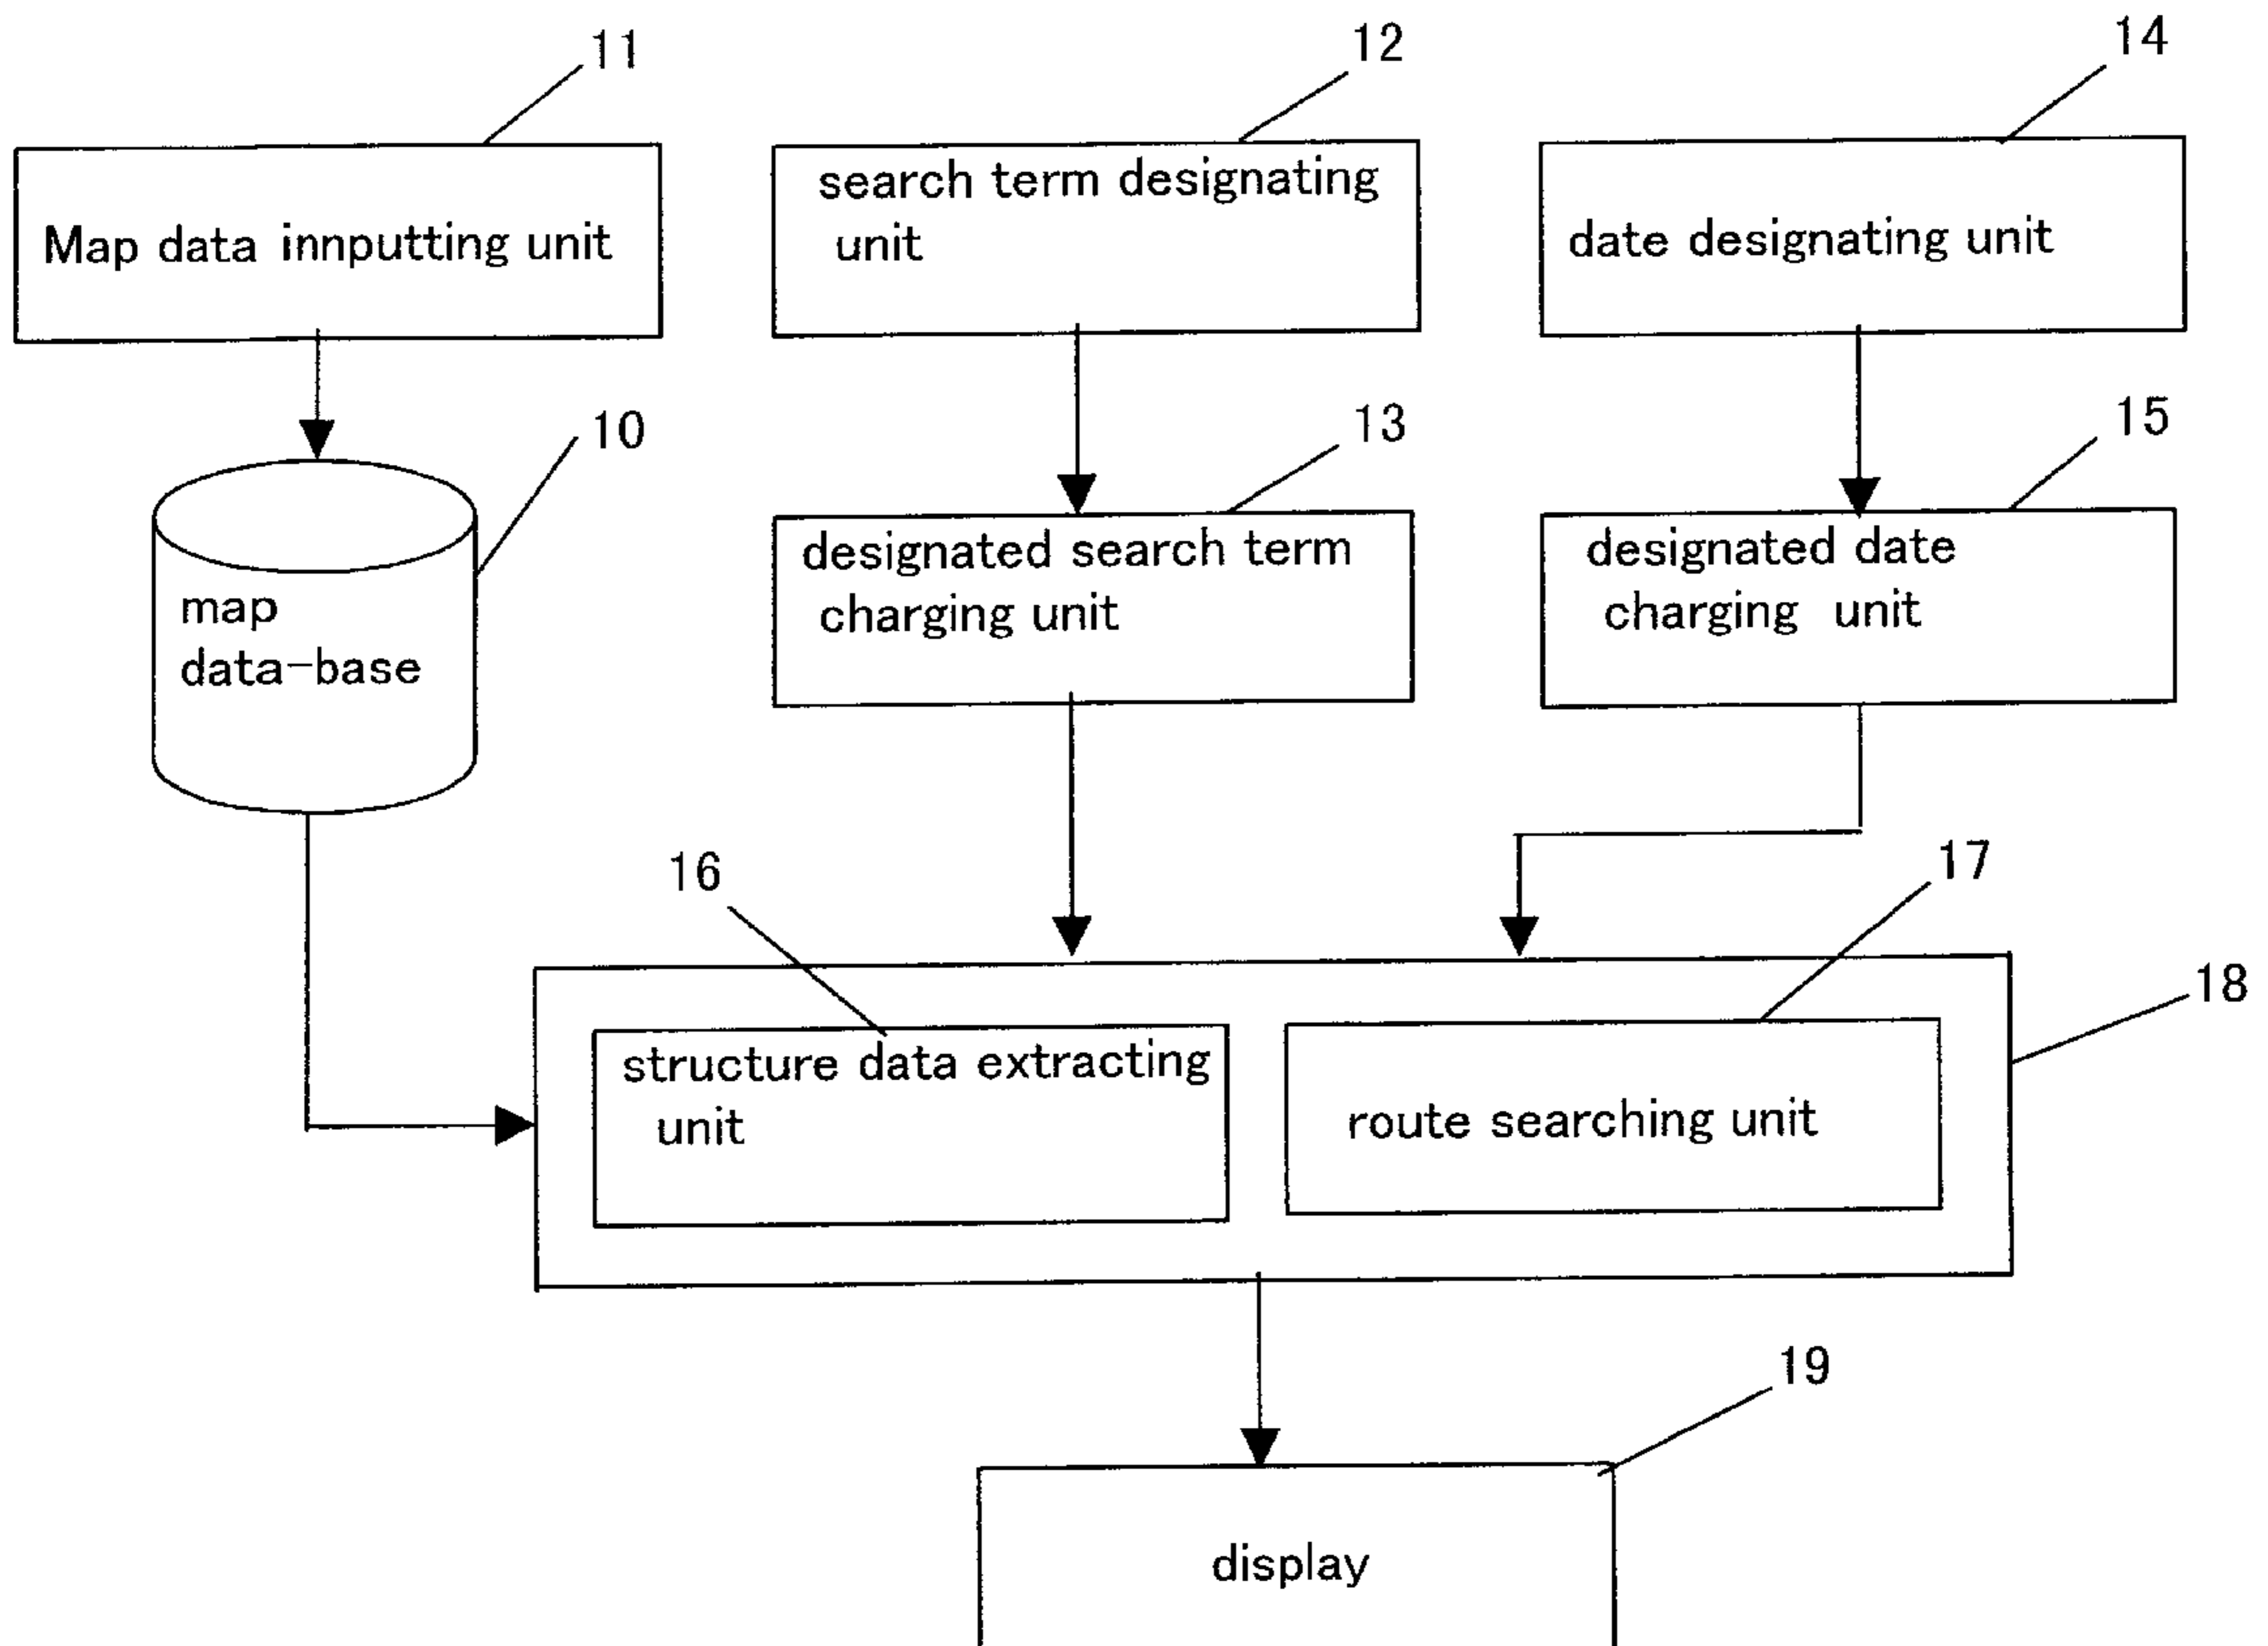 11
12
14
Map data innputting unit
search term designating
unit
date designating unit
10
13
15
map
data-base
designated search term
charging unit
designated date
charging unit
16
17
18
structure data extracting
unit
route searching unit
19
display